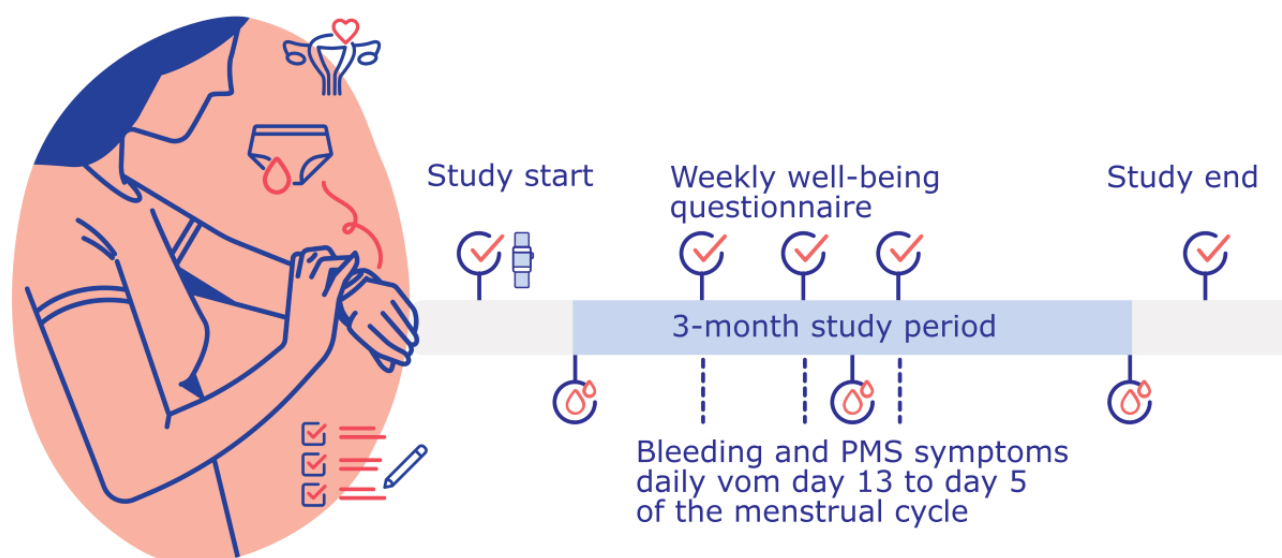 Study start
Weekly well-being
questionnaire
Study end
3-month study period
Bleeding and PMS symptoms
daily vom day 13 to day 5
of the menstrual cycle